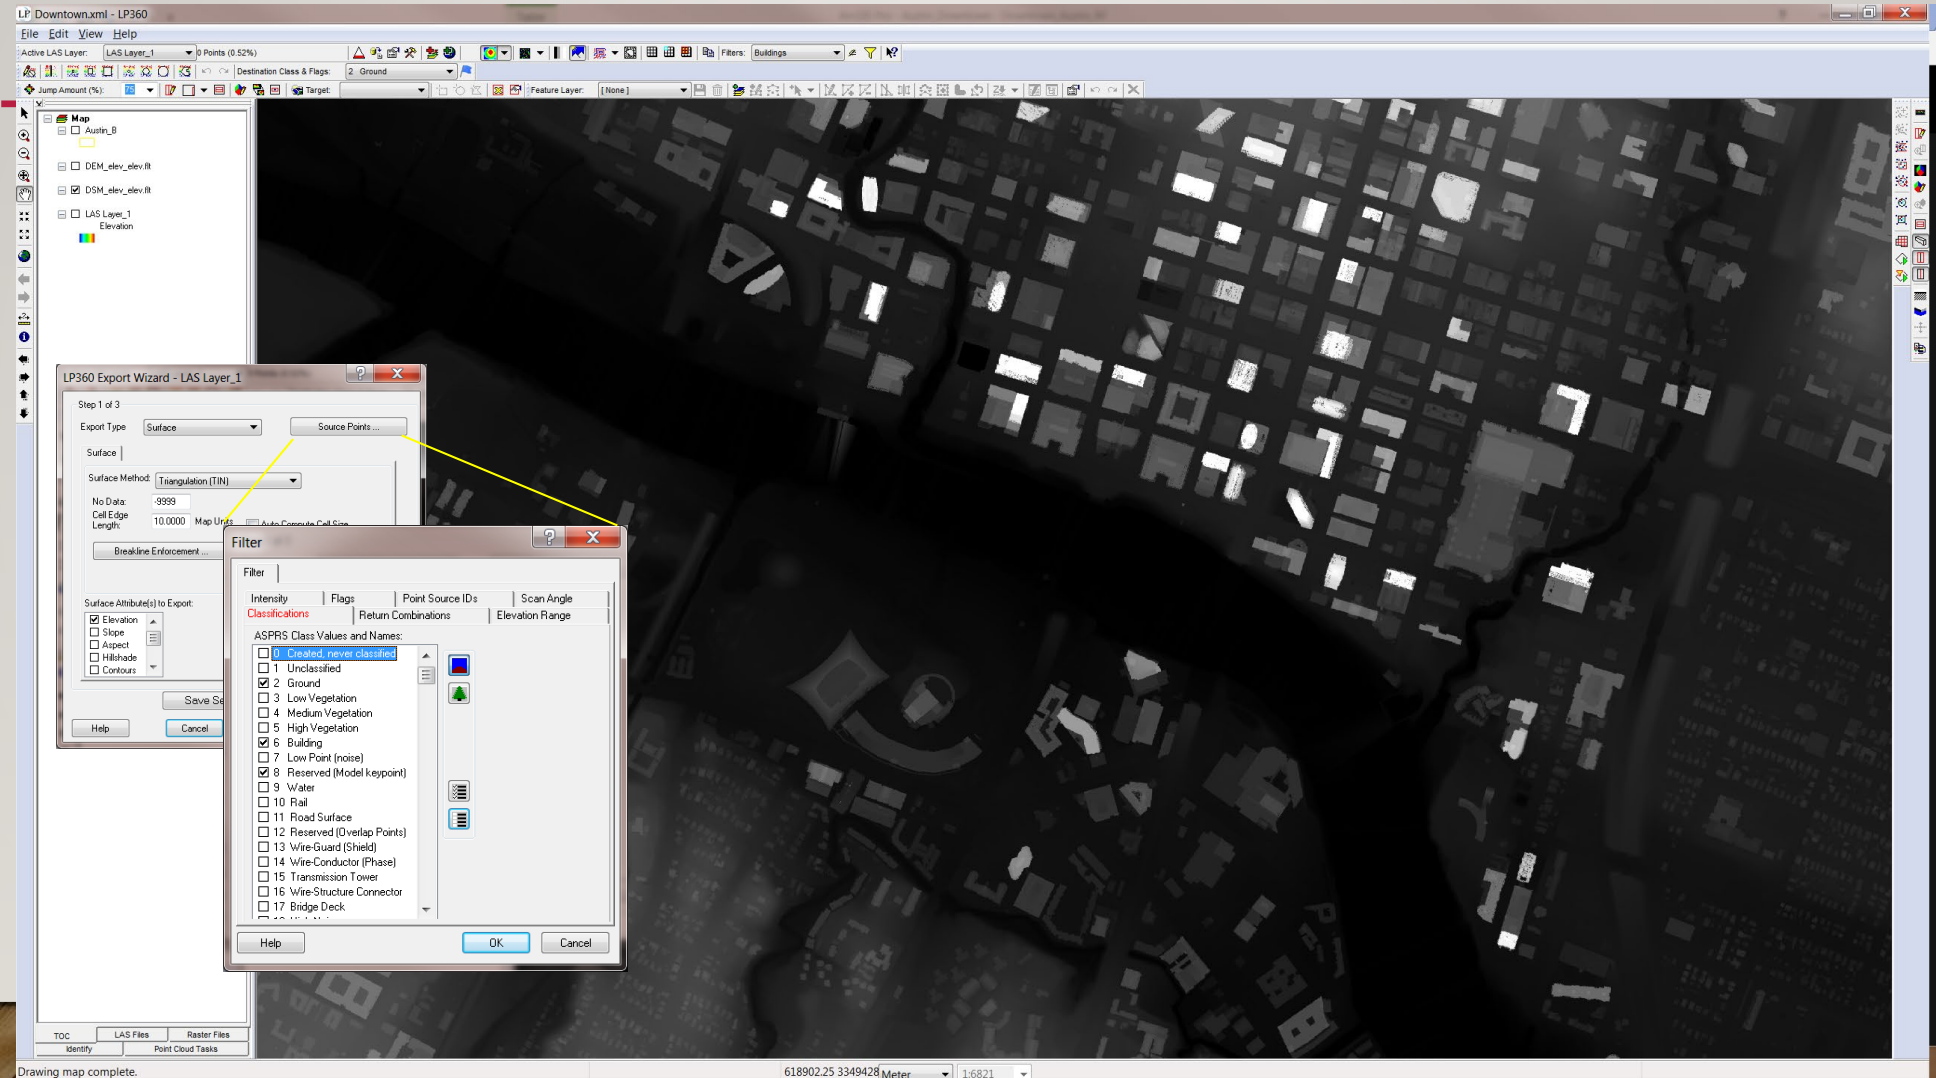 Downtown.xml - LP360
File Edit View Help
Active LAS Layer: LAS Layer_1 0 Points (0.52%) Filters: Buildings
Destination Class & Flags: 2 Ground
Jump Amount (%): 75 Target: Feature Layer: [None]
Map
Austin_B
DEM_elev_elev.flt
DSM_elev_elev.flt
LAS Layer_1
Elevation
LP360 Export Wizard - LAS Layer_1
Step 1 of 3
Export Type Surface Source Points ...
Surface
Surface Method: Triangulation (TIN)
No Data: -9999
Cell Edge Length: 10.0000 Map Units Auto Compute Cell Size
Breakline Enforcement ...
Surface Attribute(s) to Export:
Elevation
Slope
Aspect
Hillshade
Contours
Save Se
Help Cancel
Filter
Filter
Intensity Flags Point Source IDs Scan Angle
Classifications Return Combinations Elevation Range
ASPRS Class Values and Names:
0 Created, never classified
1 Unclassified
2 Ground
3 Low Vegetation
4 Medium Vegetation
5 High Vegetation
6 Building
7 Low Point (noise)
8 Reserved (Model keypoint)
9 Water
10 Rail
11 Road Surface
12 Reserved (Overlap Points)
13 Wire-Guard (Shield)
14 Wire-Conductor (Phase)
15 Transmission Tower
16 Wire-Structure Connector
17 Bridge Deck
Help OK Cancel
TOC LAS Files Raster Files
Identify Point Cloud Tasks
Drawing map complete. 618902.25 3349428 Meter 1:6821